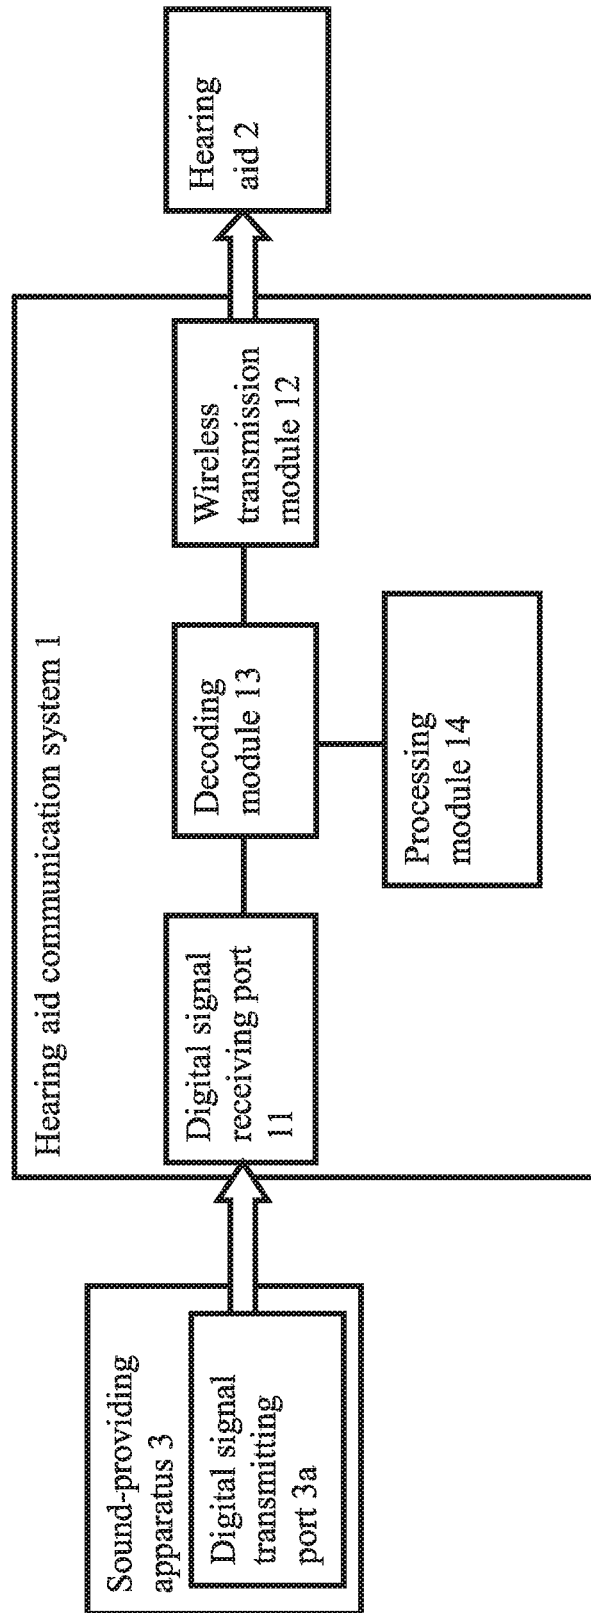 Hearing aid communication system 1
Sound-providing
apparatus 3
Digital signal
transmitting
port 3a
Digital signal
receiving port
11
Decoding
module 13
Wireless
transmission
module 12
Processing
module 14
Hearing
aid 2